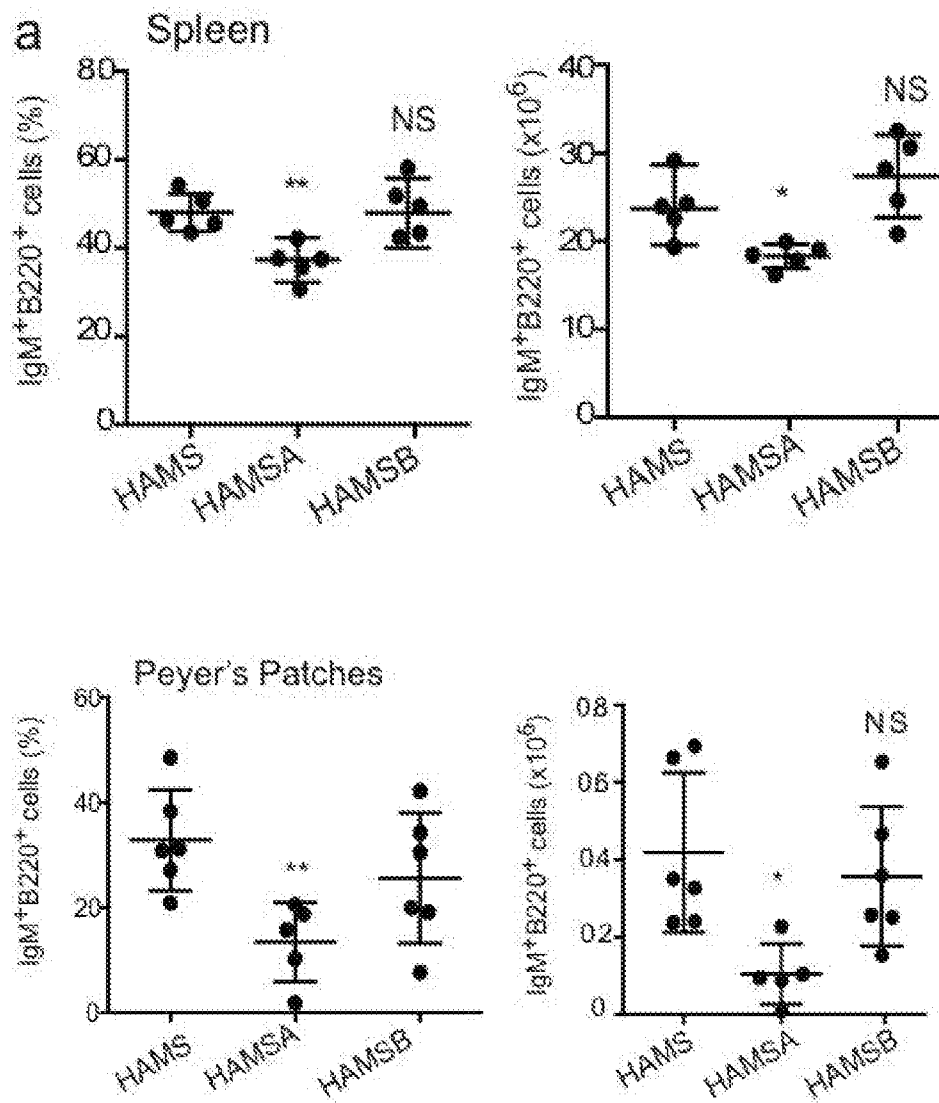 a Spleen
IgM⁺B220⁺ cells (%)
80
60
40
20
0
**
NS
HAMS
HAMSA
HAMSB
IgM⁺B220⁺ cells (x10⁶)
40
30
20
10
0
*
NS
HAMS
HAMSA
HAMSB
Peyer's Patches
IgM⁺B220⁺ cells (%)
60
40
20
0
**
HAMS
HAMSA
HAMSB
IgM⁺B220⁺ cells (x10⁶)
0.8
0.6
0.4
0.2
0
*
NS
HAMS
HAMSA
HAMSB